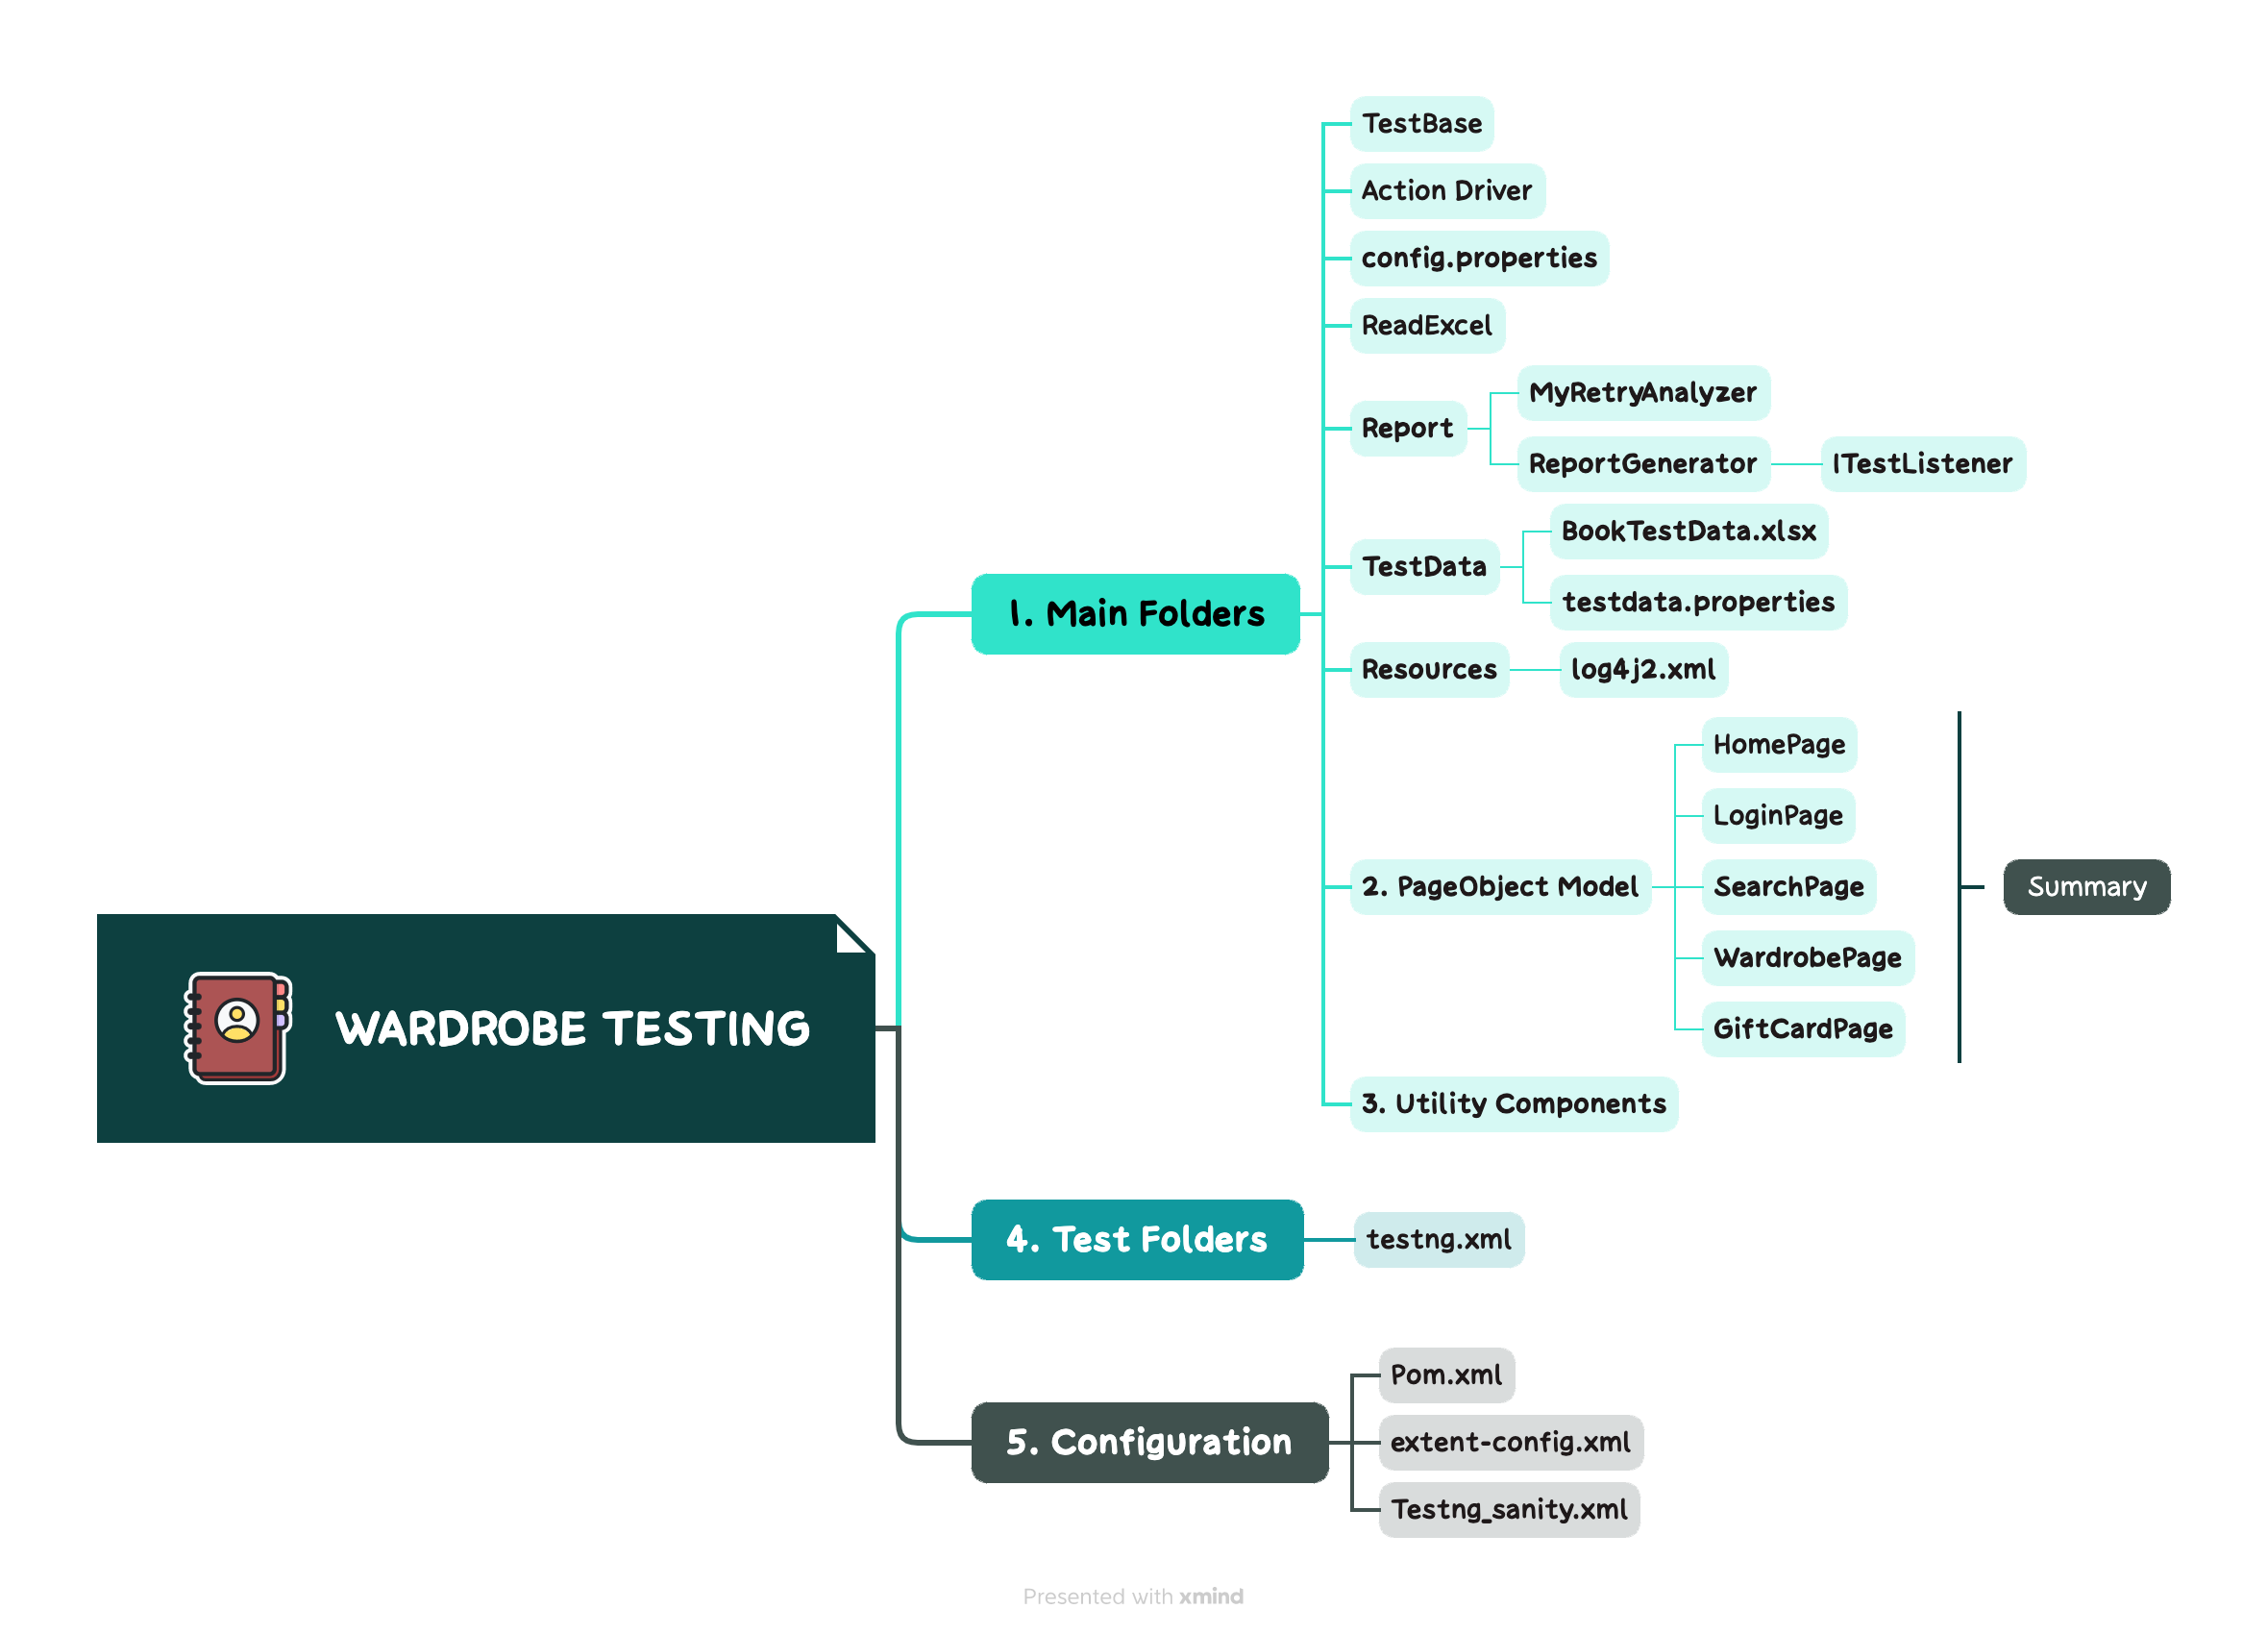 TestBase
Action Driver
config.properties
ReadExcel
MyRetryAnalyzer
Report
ReportGenerator
ITestListener
BookTestData.xlsx
TestData
testdata.properties
1. Main Folders
Resources
log4j2.xml
HomePage
LoginPage
2. PageObject Model
SearchPage
Summary
WardrobePage
GiftCardPage
WARDROBE TESTING
3. Utility Components
4. Test Folders
testng.xml
Pom.xml
5. Configuration
extent-config.xml
Testng_sanity.xml
Presented with xmind